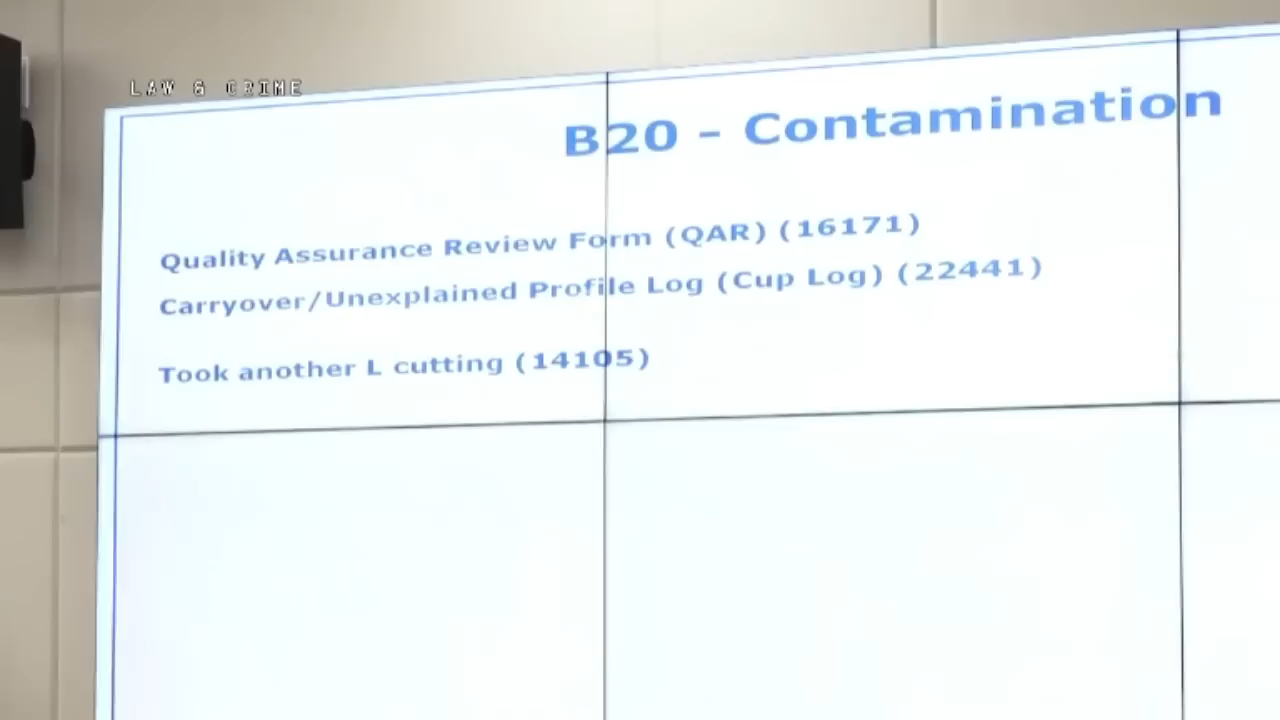 LAW & CRIME
B20 - Contamination
Quality Assurance Review Form (QAR) (16171)
Carryover/Unexplained Profile Log (Cup Log) (22441)
Took another L cutting (14105)